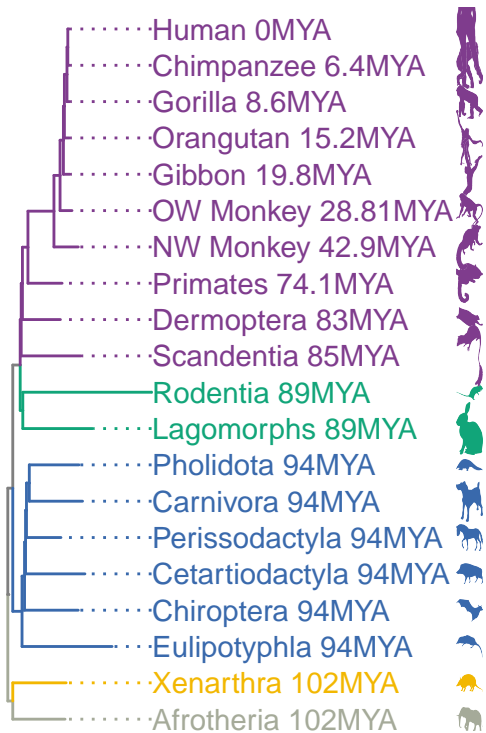 Human 0MYA
Chimpanzee 6.4MYA
Gorilla 8.6MYA
Orangutan 15.2MYA
Gibbon 19.8MYA
OW Monkey 28.81MYA
NW Monkey 42.9MYA
Primates 74.1MYA
Dermoptera 83MYA
Scandentia 85MYA
Rodentia 89MYA
Lagomorphs 89MYA
Pholidota 94MYA
Carnivora 94MYA
Perissodactyla 94MYA
Cetartiodactyla 94MYA
Chiroptera 94MYA
Eulipotyphla 94MYA
Xenarthra 102MYA
Afrotheria 102MYA